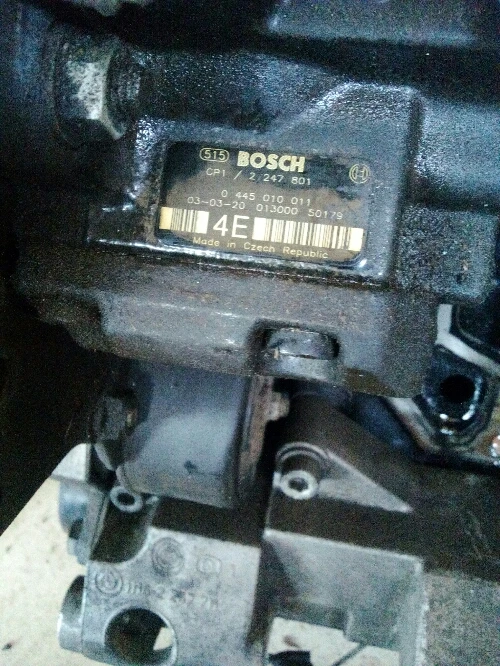 515 BOSCH
CP1 / 2 247 801
0 445 010 011
03-03-20 013000 50179
4E
Made in Czech Republic